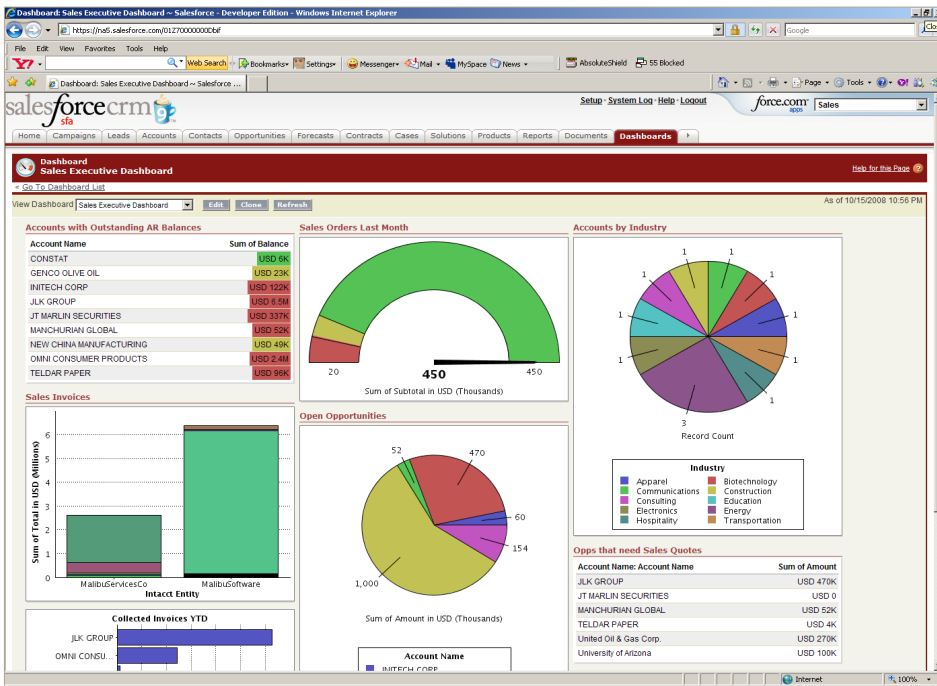 Dashboard: Sales Executive Dashboard ~ Salesforce - Developer Edition - Windows Internet Explorer
Clo
https://na5.salesforce.com/01Z70000000Dbif
Google
File Edit View Favorites Tools Help
Web Search Bookmarks Settings Messenger Mail MySpace News AbsoluteShield 55 Blocked
Dashboard: Sales Executive Dashboard ~ Salesforce ...
Page Tools
salesforcecrm 9
sfa
Setup · System Log · Help · Logout
force.com
apps
Sales
Home Campaigns Leads Accounts Contacts Opportunities Forecasts Contracts Cases Solutions Products Reports Documents Dashboards
Dashboard
Sales Executive Dashboard
Help for this Page
« Go To Dashboard List
View Dashboard Sales Executive Dashboard Edit Clone Refresh
As of 10/15/2008 10:56 PM
Accounts with Outstanding AR Balances
Account Name Sum of Balance
CONSTAT USD 6K
GENCO OLIVE OIL USD 23K
INITECH CORP USD 122K
JLK GROUP USD 6.5M
JT MARLIN SECURITIES USD 337K
MANCHURIAN GLOBAL USD 52K
NEW CHINA MANUFACTURING USD 49K
OMNI CONSUMER PRODUCTS USD 2.4M
TELDAR PAPER USD 96K
Sales Invoices
Sum of Total in USD (Millions)
6
5
4
3
2
1
0
MalibuServicesCo MalibuSoftware
Intacct Entity
Collected Invoices YTD
JLK GROUP
OMNI CONSU...
Sales Orders Last Month
20 450 450
Sum of Subtotal in USD (Thousands)
Open Opportunities
52 470
60
154
1,000
Sum of Amount in USD (Thousands)
Account Name
INITECH CORP
Accounts by Industry
1 1
1 1
1 1
1 1
1
3
Record Count
Industry
Apparel Biotechnology
Communications Construction
Consulting Education
Electronics Energy
Hospitality Transportation
Opps that need Sales Quotes
Account Name: Account Name Sum of Amount
JLK GROUP USD 470K
JT MARLIN SECURITIES USD 0
MANCHURIAN GLOBAL USD 52K
TELDAR PAPER USD 4K
United Oil & Gas Corp. USD 270K
University of Arizona USD 100K
Internet 100%